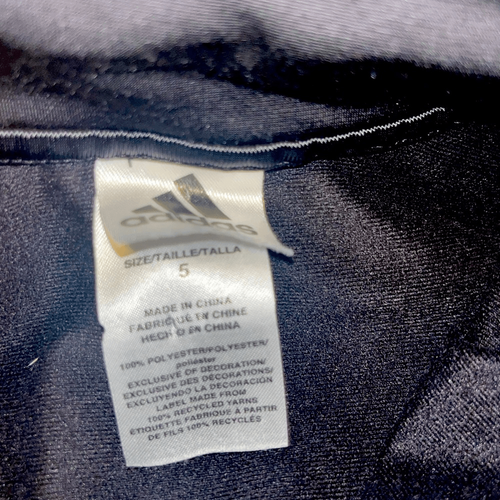 adidas
SIZE/TAILLE/TALLA
5
MADE IN CHINA
FABRIQUÉ EN CHINE
HECHO EN CHINA
100% POLYESTER/POLYESTER/
poliéster
EXCLUSIVE OF DECORATION/
EXCLUSIVE DES DÉCORATIONS/
EXCLUYENDO LA DECORACIÓN
LABEL MADE FROM
100% RECYCLED YARNS
ÉTIQUETTE FABRIQUÉE À PARTIR
DE FILS 100% RECYCLÉS